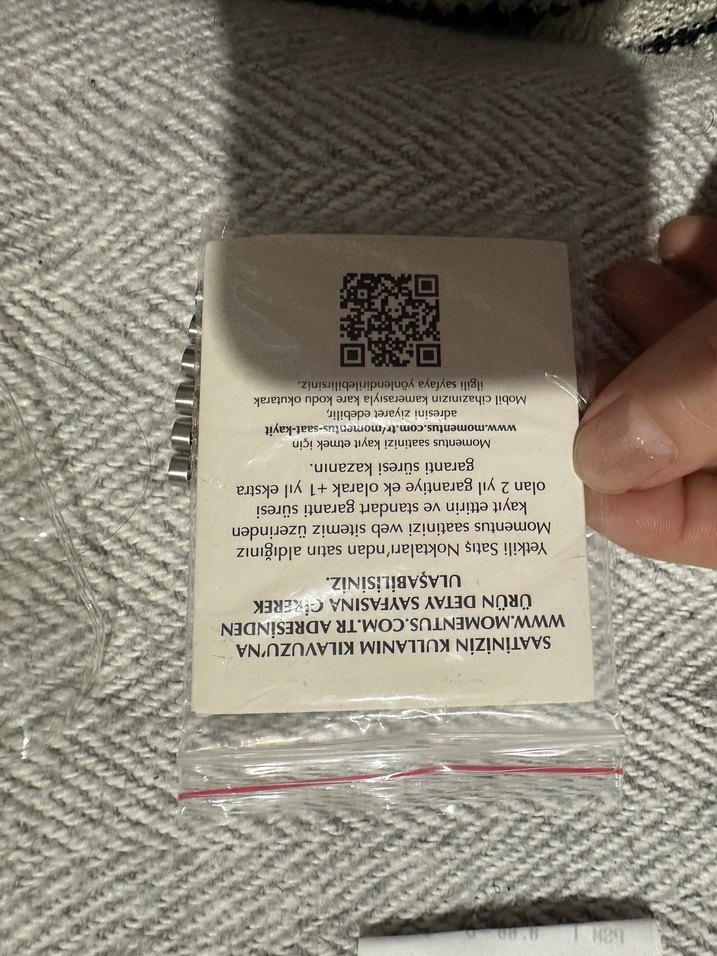 SAATİNİZİN KULLANIM KILAVUZU'NA
WWW.MOMENTUS.COM.TR ADRESİNDEN
ÜRÜN DETAY SAYFASINA GİREREK
ULAŞABİLİSİNİZ.
Yetkili Satış Noktaları'ndan satın aldığınız
Momentus saatinizi web sitemiz üzerinden
kayıt ettirin ve standart garanti süresi
olan 2 yıl garantiye ek olarak +1 yıl ekstra
garanti süresi kazanın.
Momentus saatinizi kayıt etmek için
www.momentus.com.tr/momentus-saat-kayit
adresini ziyaret edebilir,
Mobil cihazınızın kamerasıyla kare kodu okutarak
ilgili sayfaya yönlendirilebilirsiniz.